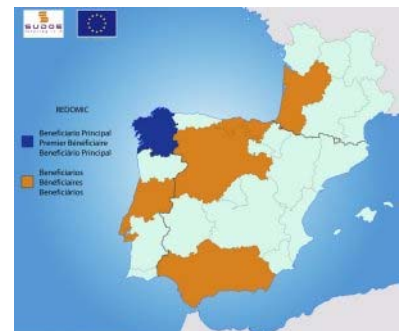 SUDOE
REDOMIC
Beneficiario Principal
Premier Bénéficiaire
Beneficiário Principal
Beneficiarios
Bénéficiaires
Beneficiários